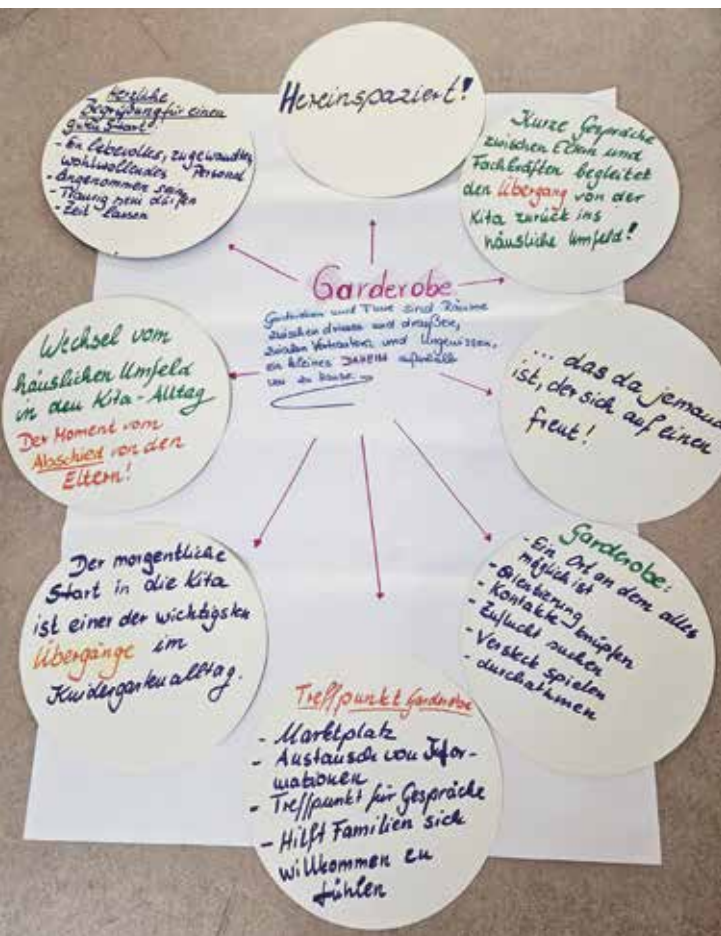 Hereinspaziert!
Herzliche
Begrüßung für einen
guten Start
- Ein liebevolles, zugewandtes,
wohlwollendes Personal
- Angenommen sein
- Traurig sein dürfen
- Zeit lassen
Kurze Gespräche
zwischen Eltern und
Fachkräften begleitet
den Übergang von der
Kita zurück ins
häusliche Umfeld!
Garderobe
Garderoben und Flure sind Räume
zwischen drinnen und draußen,
zwischen Vertrautem und Ungewissen,
ein kleines DAHEIM außerhalb
von zu hause.
Wechsel vom
häuslichen Umfeld
in den Kita-Alltag
Der Moment vom
Abschied von den
Eltern!
... das da jemand
ist, der sich auf einen
freut!
Der morgentliche
Start in die Kita
ist einer der wichtigsten
Übergänge im
Kindergartenalltag.
Garderobe:
- Ein Ort an dem alles
möglich ist
- Orientierung
- Kontakte knüpfen
- Zuflucht suchen
- Versteck spielen
- durchatmen
Treffpunkt Garderobe
- Marktplatz
- Austausch von Infor-
mationen
- Treffpunkt für Gespräche
- Hilft Familien sich
willkommen zu
fühlen